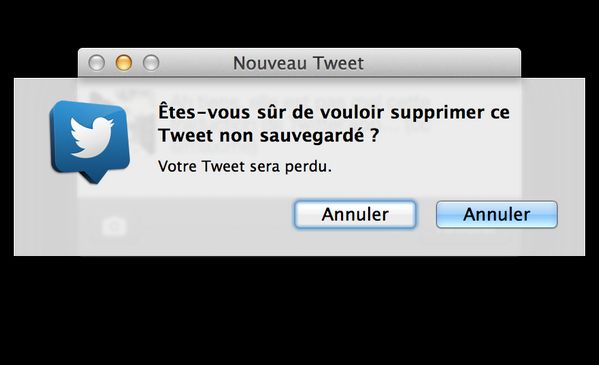 Nouveau Tweet
Êtes-vous sûr de vouloir supprimer ce
Tweet non sauvegardé ?
Votre Tweet sera perdu.
Annuler
Annuler